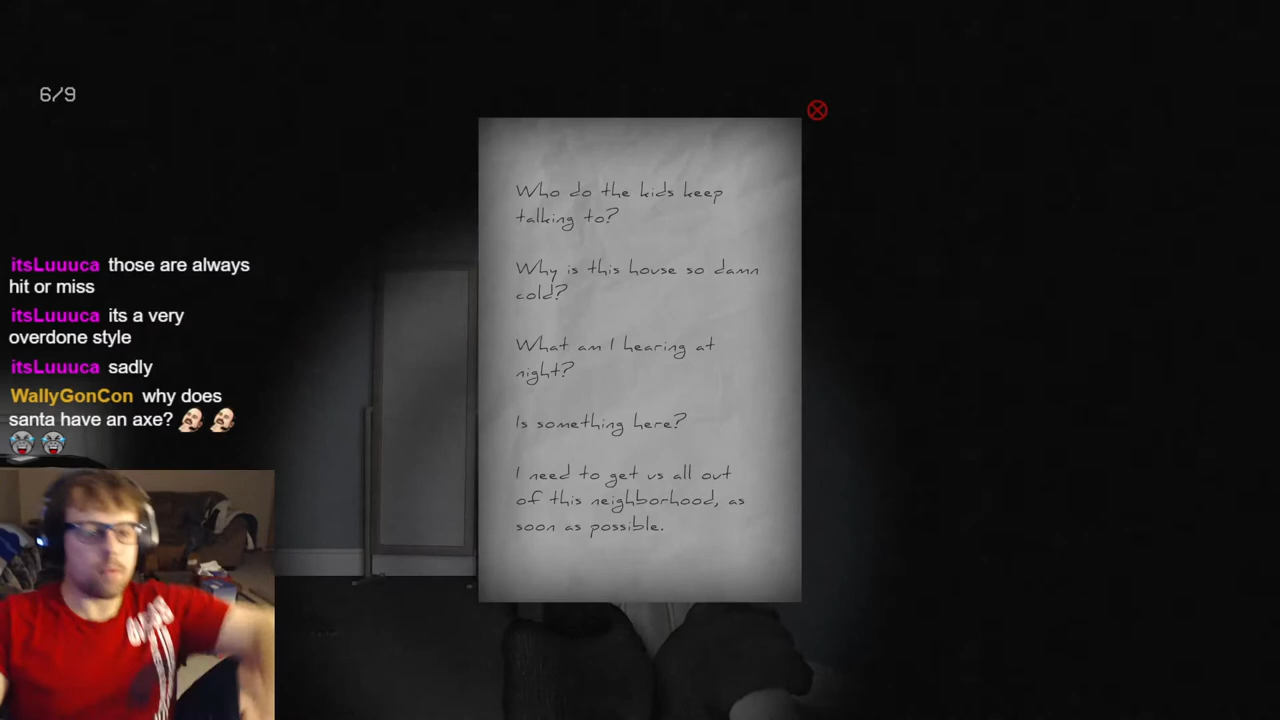 6/9
Who do the kids keep
talking to?
Why is this house so damn
cold?
What am I hearing at
night?
Is something here?
I need to get us all out
of this neighborhood, as
soon as possible.
itsLuuuca those are always
hit or miss
itsLuuuca its a very
overdone style
itsLuuuca sadly
WallyGonCon why does
santa have an axe?